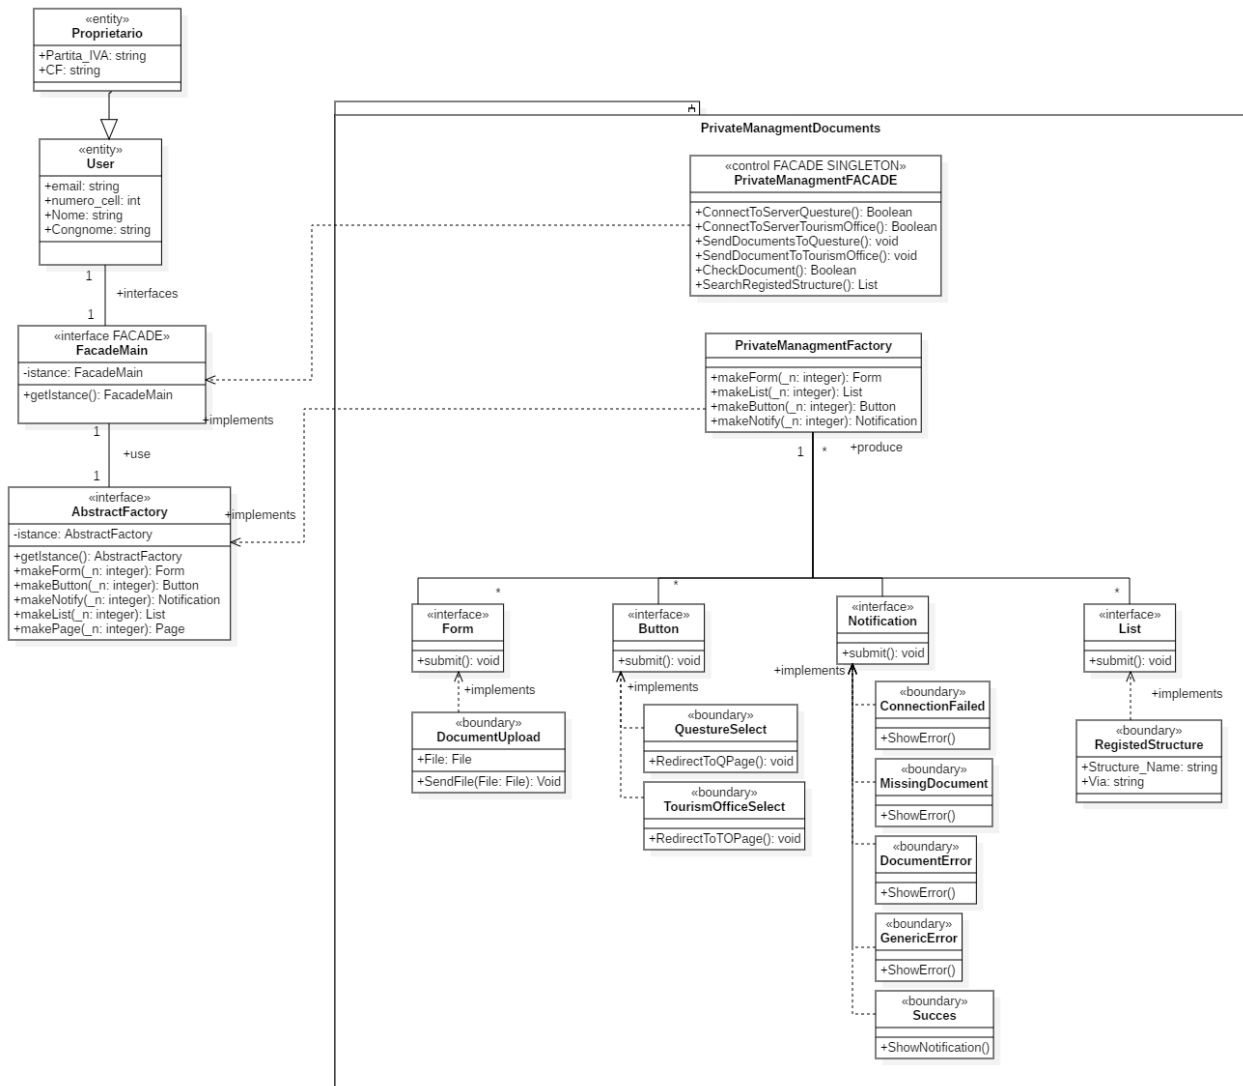 «entity»
Proprietario
+Partita_IVA: string
+CF: string
«entity»
User
+email: string
+numero_cell: int
+Nome: string
+Congnome: string
1
+interfaces
1
«interface FACADE»
FacadeMain
-istance: FacadeMain
+getIstance(): FacadeMain
+implements
1
+use
1
«interface»
AbstractFactory
-istance: AbstractFactory
+getIstance(): AbstractFactory
+makeForm(_n: integer): Form
+makeButton(_n: integer): Button
+makeNotify(_n: integer): Notification
+makeList(_n: integer): List
+makePage(_n: integer): Page
+implements
PrivateManagmentDocuments
«control FACADE SINGLETON»
PrivateManagmentFACADE
+ConnectToServerQuesture(): Boolean
+ConnectToServerTourismOffice(): Boolean
+SendDocumentsToQuesture(): void
+SendDocumentToTourismOffice(): void
+CheckDocument(): Boolean
+SearchRegistedStructure(): List
PrivateManagmentFactory
+makeForm(_n: integer): Form
+makeList(_n: integer): List
+makeButton(_n: integer): Button
+makeNotify(_n: integer): Notification
1
*
+produce
*
*
*
«interface»
Form
+submit(): void
+implements
«boundary»
DocumentUpload
+File: File
+SendFile(File: File): Void
«interface»
Button
+submit(): void
+implements
«boundary»
QuestureSelect
+RedirectToQPage(): void
«boundary»
TourismOfficeSelect
+RedirectToTOPage(): void
«interface»
Notification
+submit(): void
+implements
«boundary»
ConnectionFailed
+ShowError()
«boundary»
MissingDocument
+ShowError()
«boundary»
DocumentError
+ShowError()
«boundary»
GenericError
+ShowError()
«boundary»
Succes
+ShowNotification()
«interface»
List
+submit(): void
+implements
«boundary»
RegistedStructure
+Structure_Name: string
+Via: string